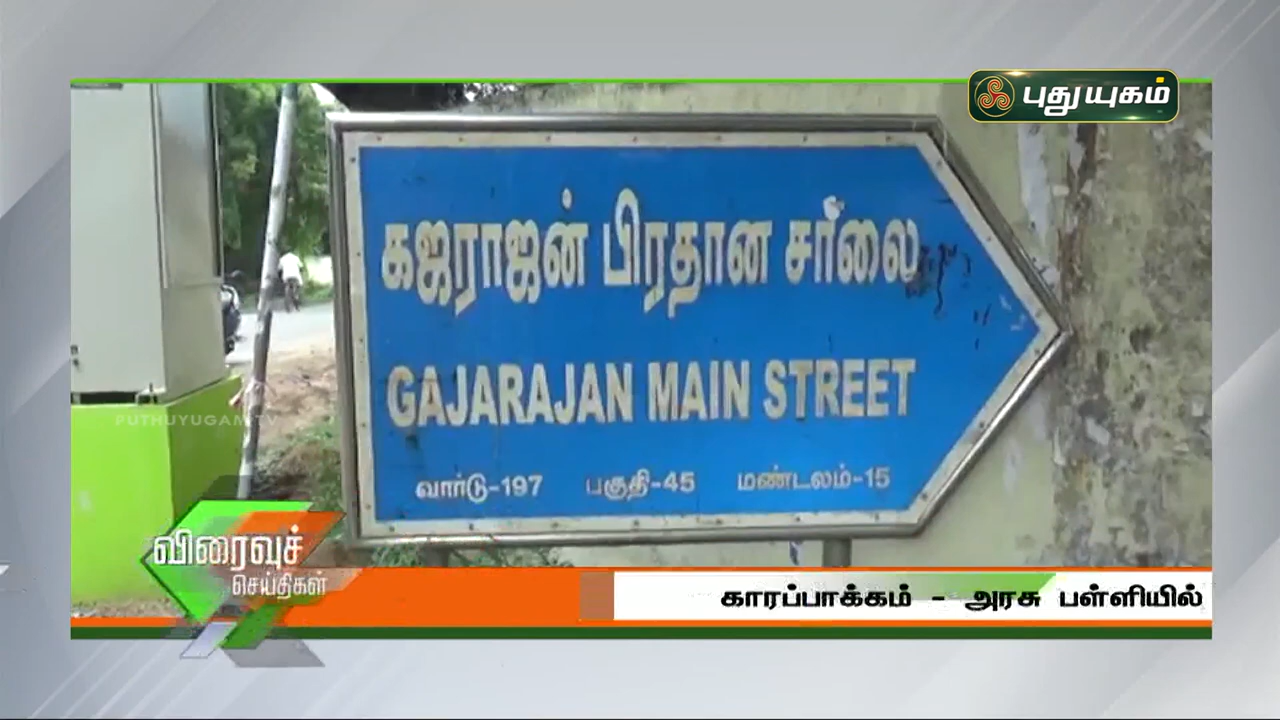 புதுயுகம்
கஜராஜன் பிரதான சாலை
GAJARAJAN MAIN STREET
வார்டு-197 பகுதி-45 மண்டலம்-15
PUTHUYUGAM TV
விரைவுச்
செய்திகள்
காரப்பாக்கம் - அரசு பள்ளியில்